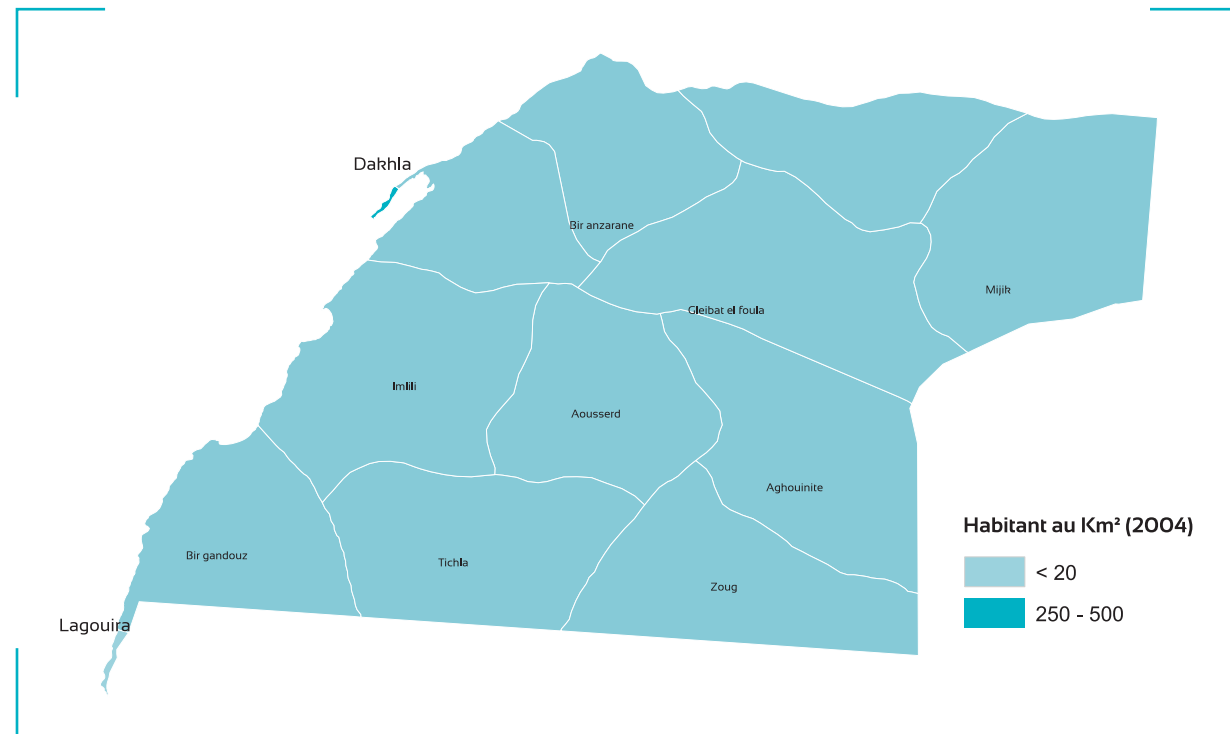 Dakhla
Bir anzarane
Mijik
Gleibat el foula
Imlili
Aousserd
Aghouinite
Bir gandouz
Tichla
Zoug
Lagouira
Habitant au Km² (2004)
< 20
250 - 500